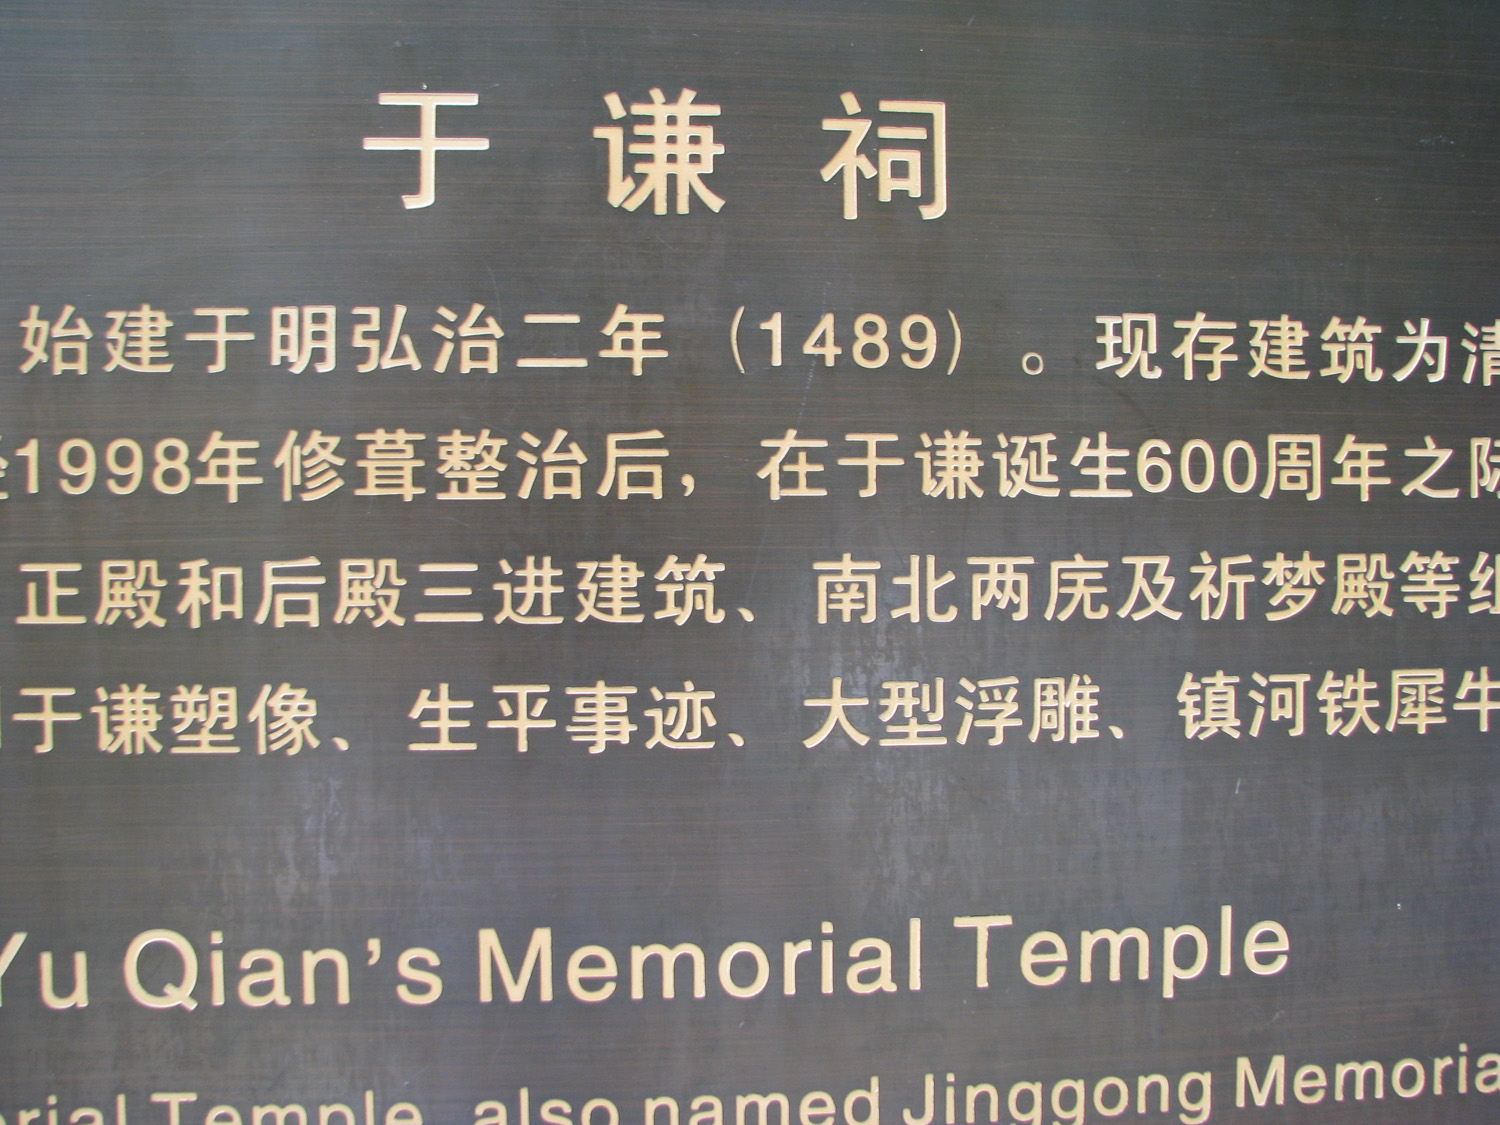 于谦祠
始建于明弘治二年（1489）。现存建筑为清
1998年修葺整治后，在于谦诞生600周年之际
正殿和后殿三进建筑、南北两庑及祈梦殿等组
于谦塑像、生平事迹、大型浮雕、镇河铁犀牛
Yu Qian's Memorial Temple
orial Temple, also named Jinggong Memoria